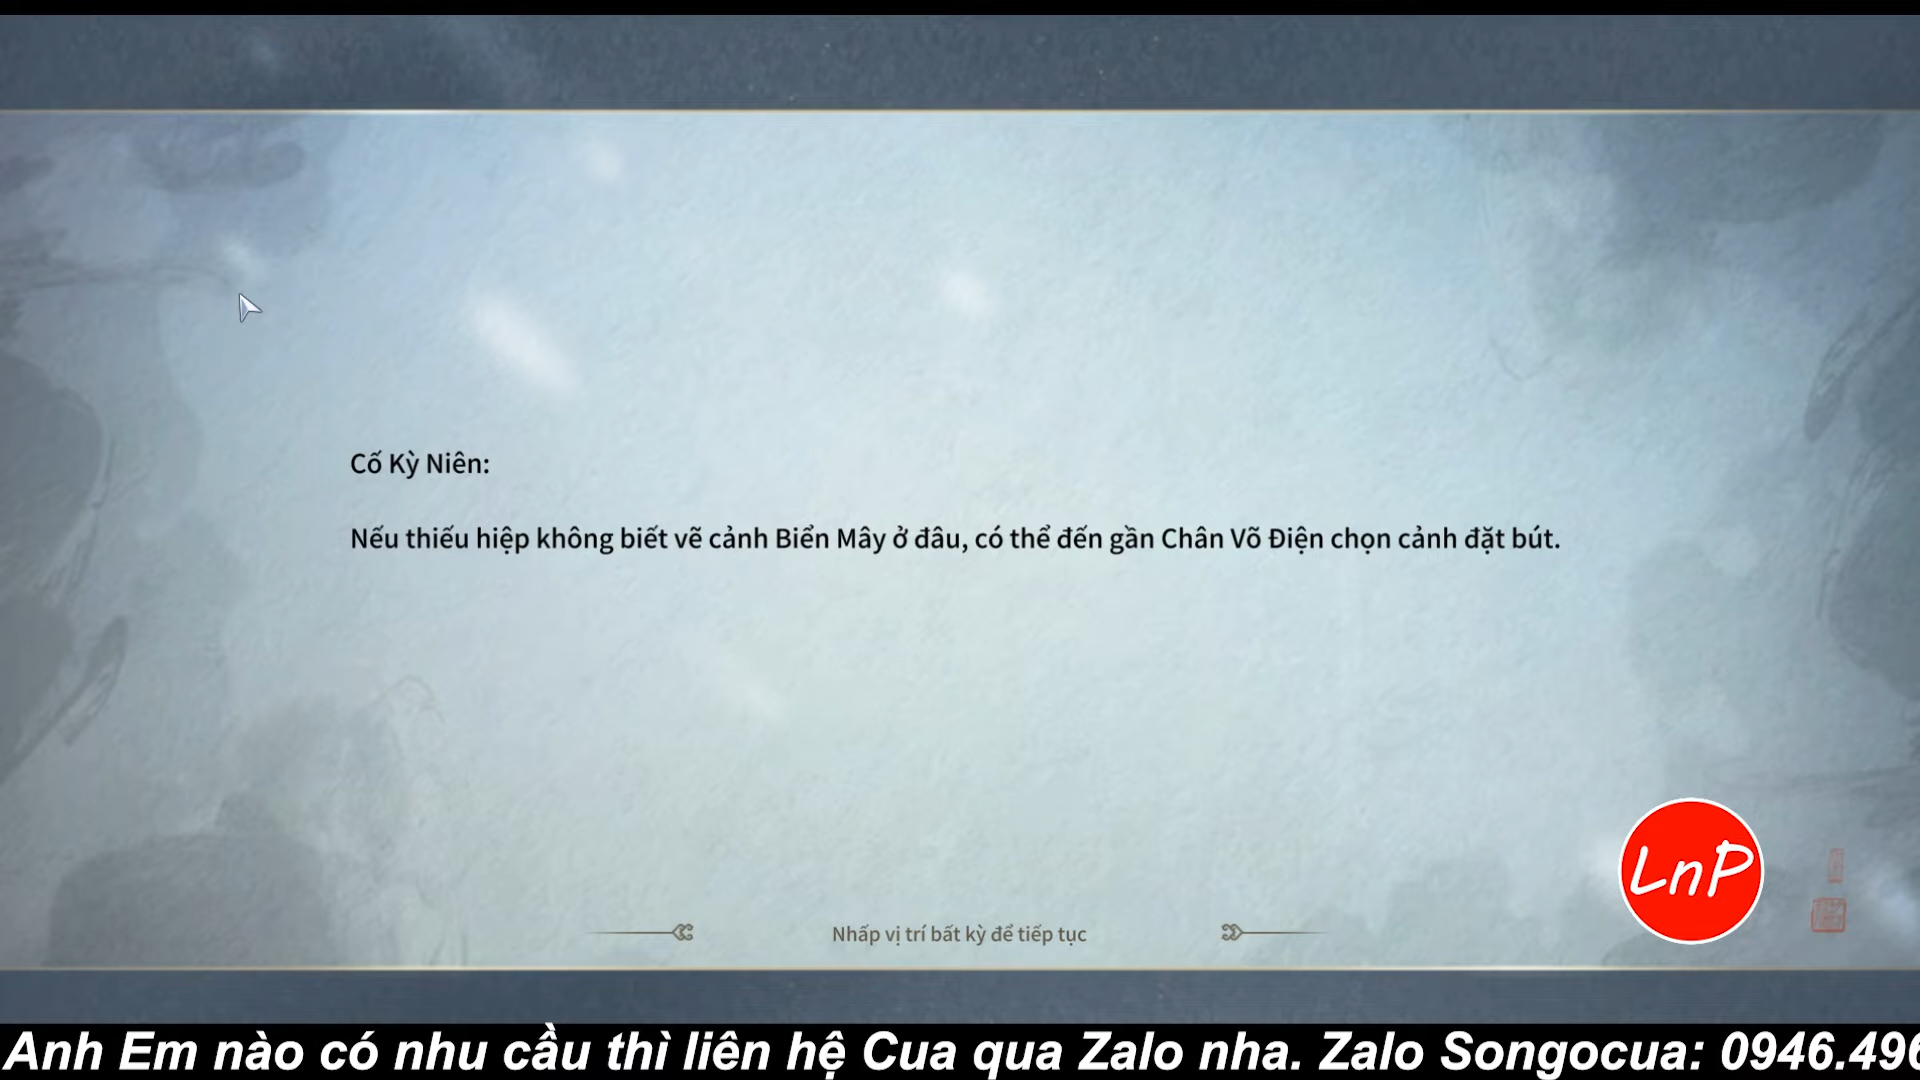 Cố Kỳ Niên:
Nếu thiếu hiệp không biết vẽ cảnh Biển Mây ở đâu, có thể đến gần Chân Võ Điện chọn cảnh đặt bút.
LnP
Nhấp vị trí bất kỳ để tiếp tục
Anh Em nào có nhu cầu thì liên hệ Cua qua Zalo nha. Zalo Songocua: 0946.496